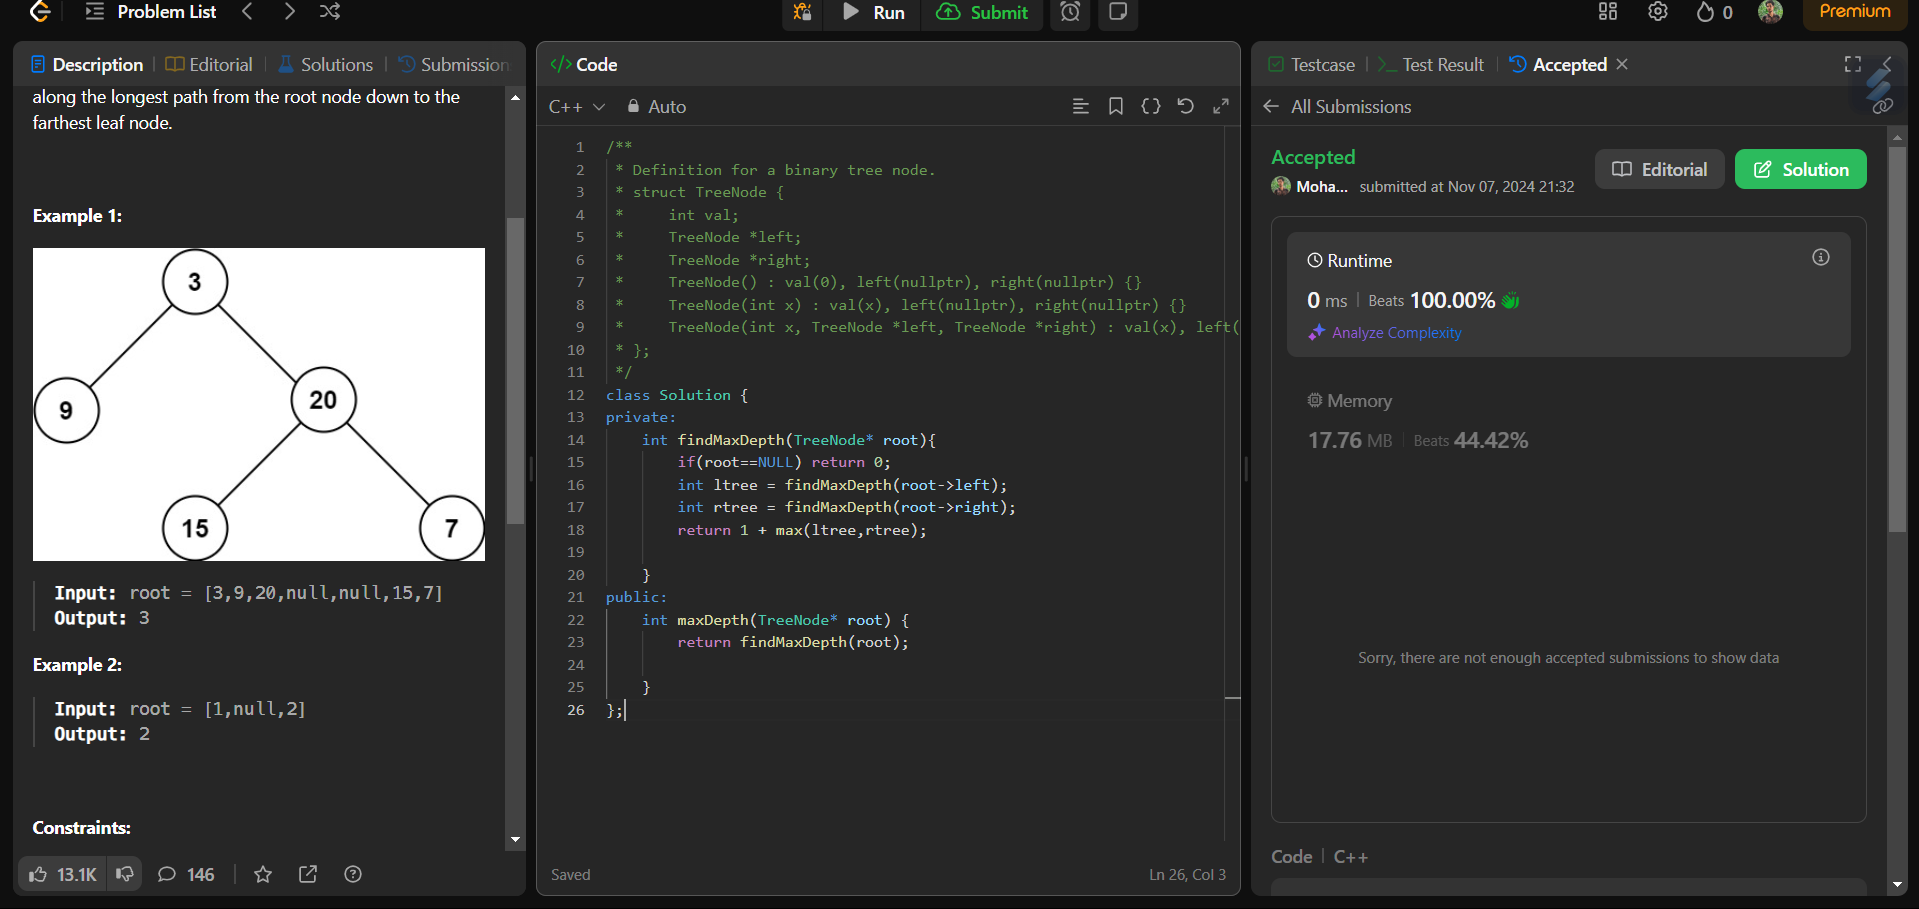 Problem List
Run
Submit
0
Premium
Description
Editorial
Solutions
Submission
along the longest path from the root node down to the
farthest leaf node.
Example 1:
3
9
20
15
7
Input: root = [3,9,20,null,null,15,7]
Output: 3
Example 2:
Input: root = [1,null,2]
Output: 2
Constraints:
13.1K
146
</> Code
C++
Auto
1 /**
2  * Definition for a binary tree node.
3  * struct TreeNode {
4  *     int val;
5  *     TreeNode *left;
6  *     TreeNode *right;
7  *     TreeNode() : val(0), left(nullptr), right(nullptr) {}
8  *     TreeNode(int x) : val(x), left(nullptr), right(nullptr) {}
9  *     TreeNode(int x, TreeNode *left, TreeNode *right) : val(x), left(
10  * };
11  */
12 class Solution {
13 private:
14     int findMaxDepth(TreeNode* root){
15         if(root==NULL) return 0;
16         int ltree = findMaxDepth(root->left);
17         int rtree = findMaxDepth(root->right);
18         return 1 + max(ltree,rtree);
19
20     }
21 public:
22     int maxDepth(TreeNode* root) {
23         return findMaxDepth(root);
24
25     }
26 };
Saved
Ln 26, Col 3
Testcase
Test Result
Accepted
All Submissions
Accepted
Moha... submitted at Nov 07, 2024 21:32
Editorial
Solution
Runtime
0 ms | Beats 100.00%
Analyze Complexity
Memory
17.76 MB | Beats 44.42%
Sorry, there are not enough accepted submissions to show data
Code | C++